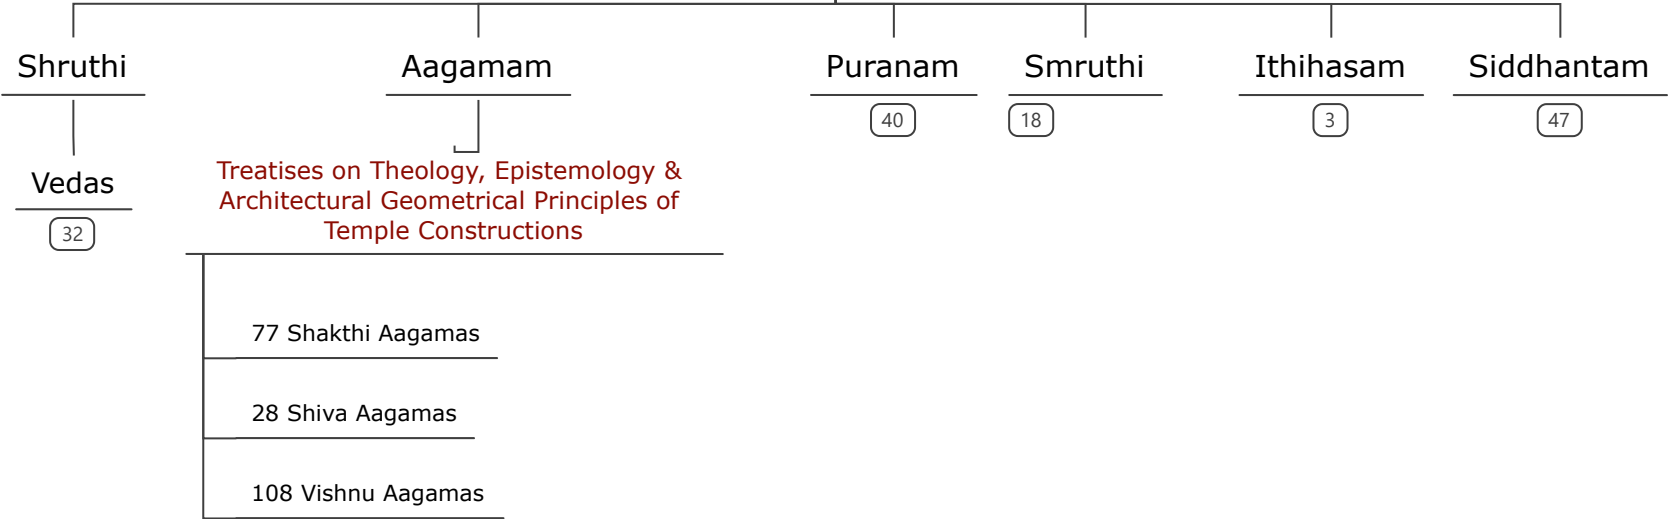 Shruthi
Aagamam
Puranam
Smruthi
Ithihasam
Siddhantam
40
18
3
47
Vedas
32
Treatises on Theology, Epistemology &
Architectural Geometrical Principles of
Temple Constructions
77 Shakthi Aagamas
28 Shiva Aagamas
108 Vishnu Aagamas